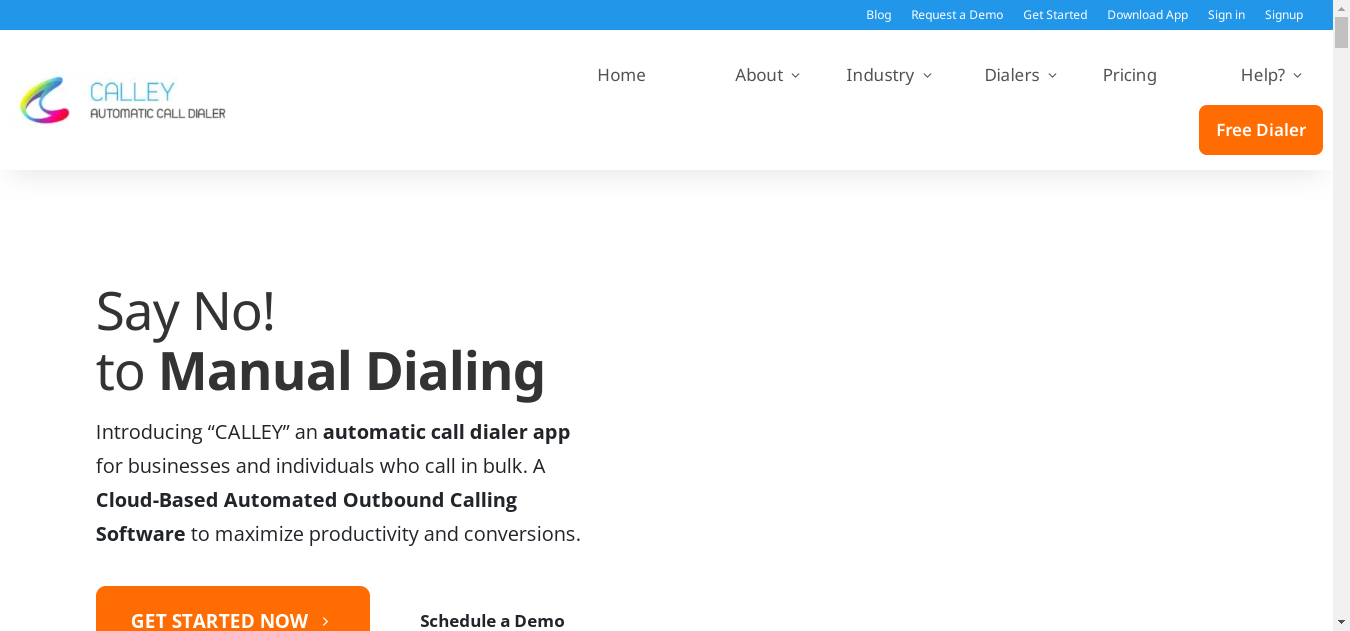 Blog Request a Demo Get Started Download App Sign in Signup
CALLEY
AUTOMATIC CALL DIALER
Home About Industry Dialers Pricing Help?
Free Dialer
Say No!
to Manual Dialing
Introducing “CALLEY” an automatic call dialer app
for businesses and individuals who call in bulk. A
Cloud-Based Automated Outbound Calling
Software to maximize productivity and conversions.
GET STARTED NOW Schedule a Demo